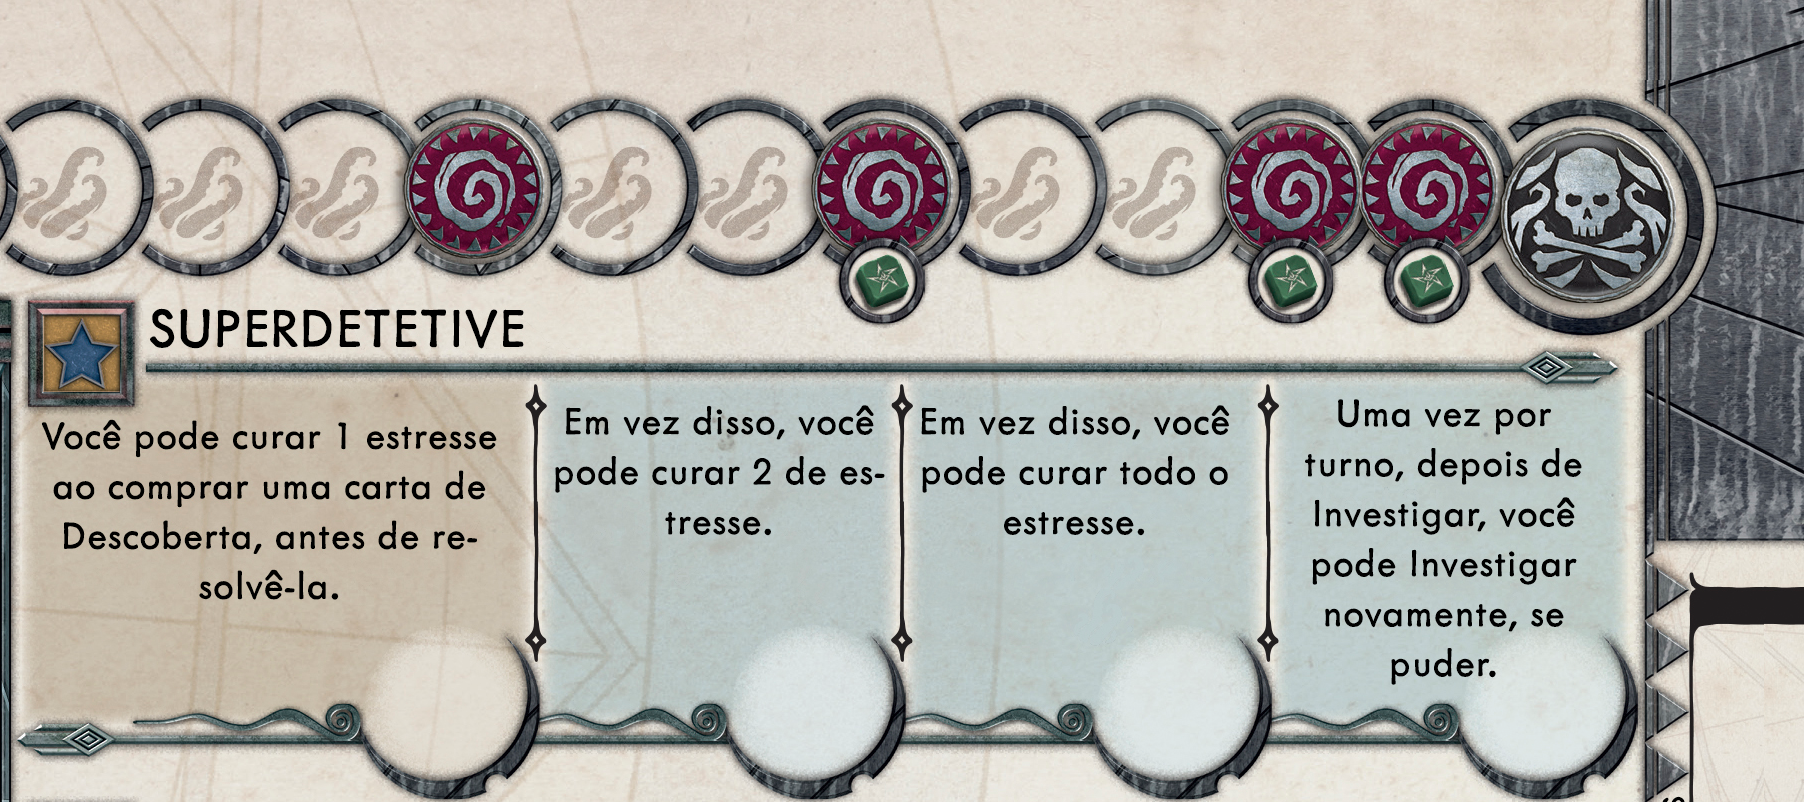 SUPERDETETIVE
Você pode curar 1 estresse
ao comprar uma carta de
Descoberta, antes de re-
solvê-la.
Em vez disso, você
pode curar 2 de es-
tresse.
Em vez disso, você
pode curar todo o
estresse.
Uma vez por
turno, depois de
Investigar, você
pode Investigar
novamente, se
puder.